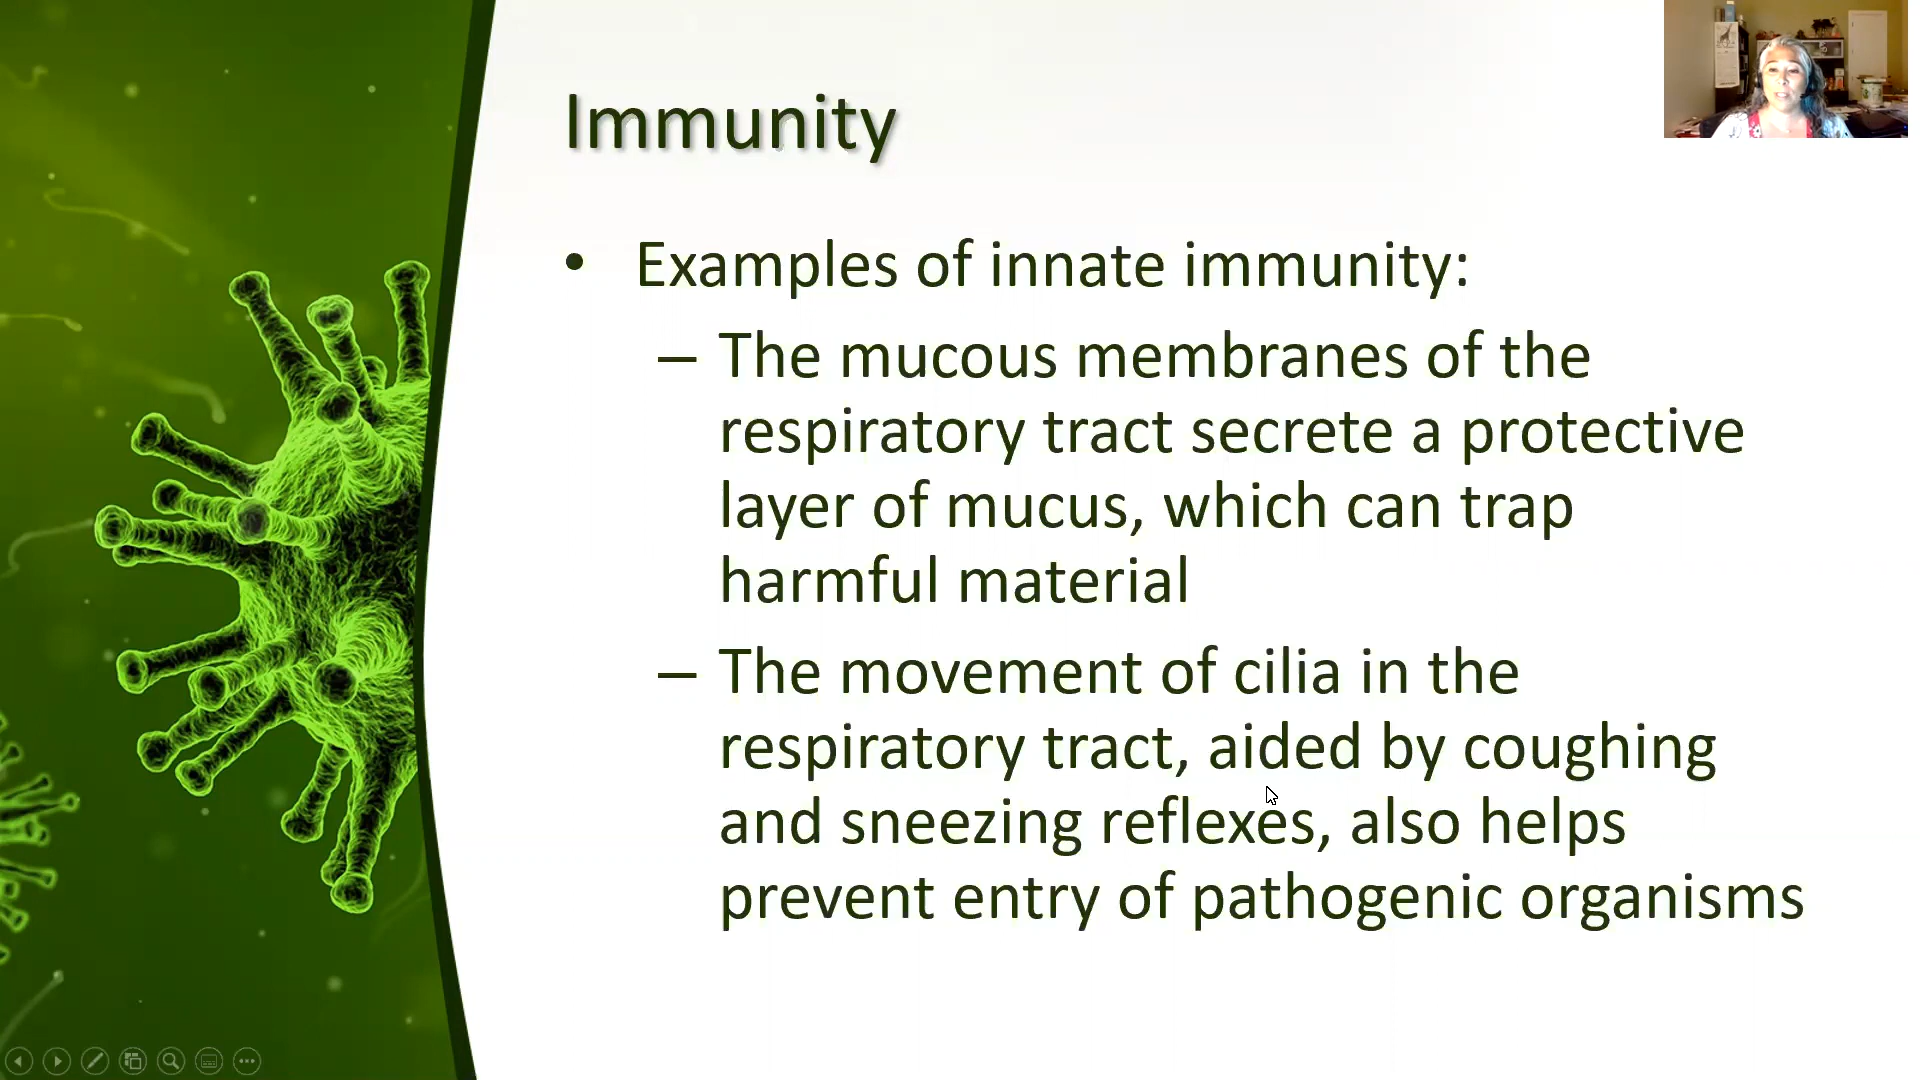 Immunity
• Examples of innate immunity:
– The mucous membranes of the
respiratory tract secrete a protective
layer of mucus, which can trap
harmful material
– The movement of cilia in the
respiratory tract, aided by coughing
and sneezing reflexes, also helps
prevent entry of pathogenic organisms